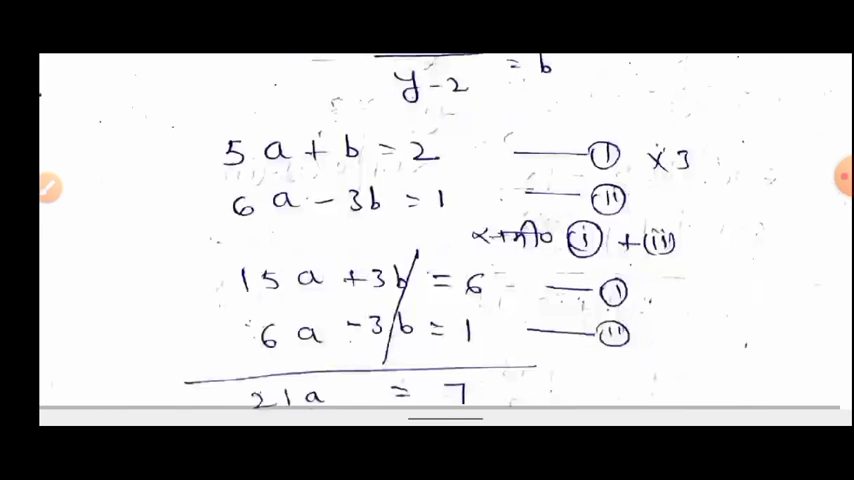 y-2 = b
5a + b = 2 —— (i) × 3
6a - 3b = 1 —— (ii)
(i) + (ii)
15a + 3b = 6 —— (i)
6a - 3b = 1 —— (ii)
21a = 7